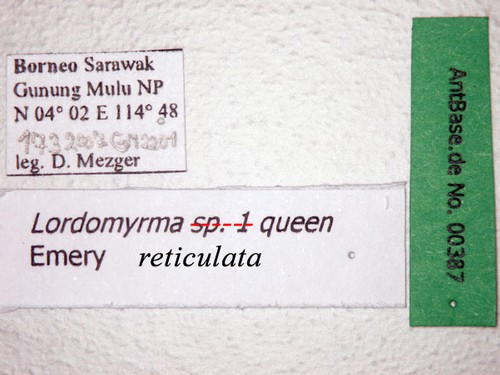 Borneo Sarawak
Gunung Mulu NP
N 04° 02 E 114° 48
leg. D. Mezger
Lordomyrma sp. 1 queen
Emery reticulata
AntBase.de No. 00387